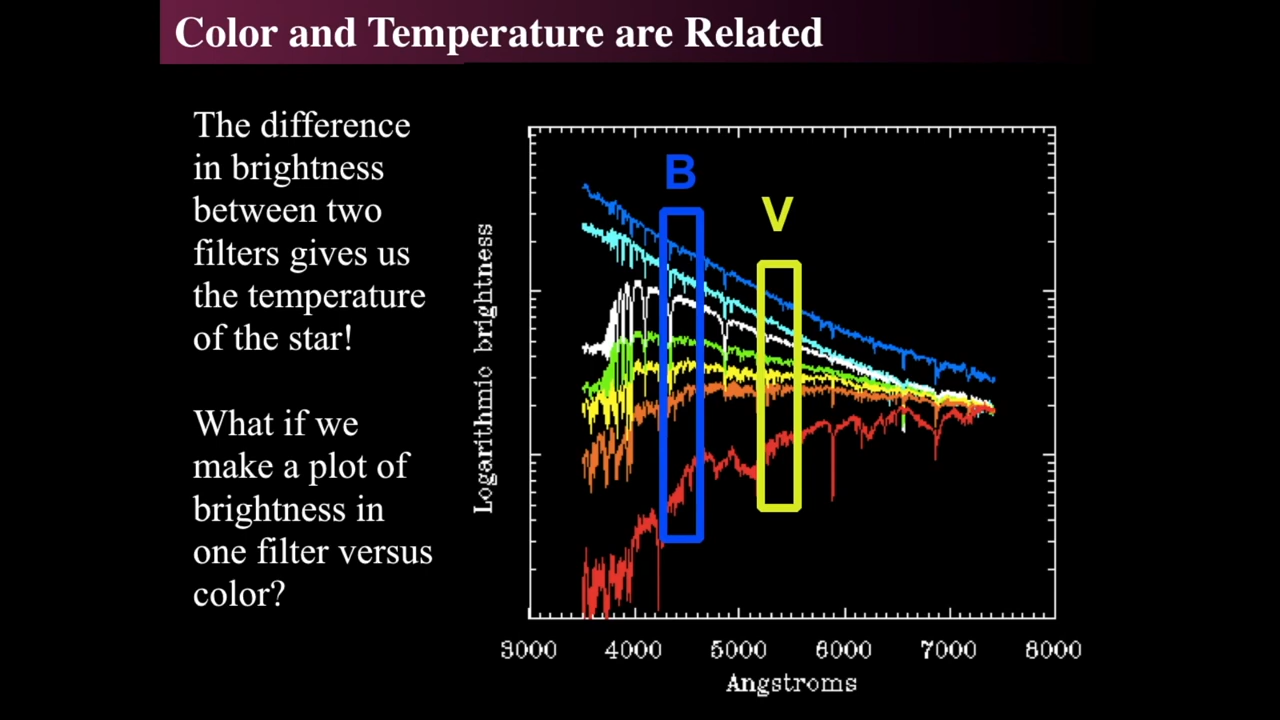 Color and Temperature are Related
The difference
in brightness
between two
filters gives us
the temperature
of the star!
What if we
make a plot of
brightness in
one filter versus
color?
B
V
Logarithmic brightness
3000 4000 5000 6000 7000 8000
Angstroms